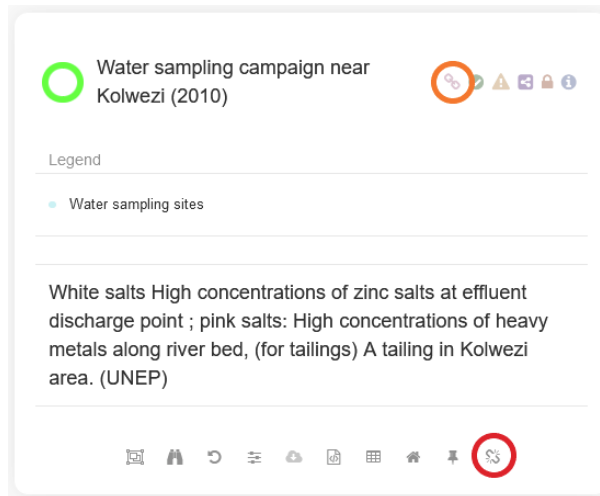 Water sampling campaign near
Kolwezi (2010)
Legend
Water sampling sites
White salts High concentrations of zinc salts at effluent
discharge point ; pink salts: High concentrations of heavy
metals along river bed, (for tailings) A tailing in Kolwezi
area. (UNEP)